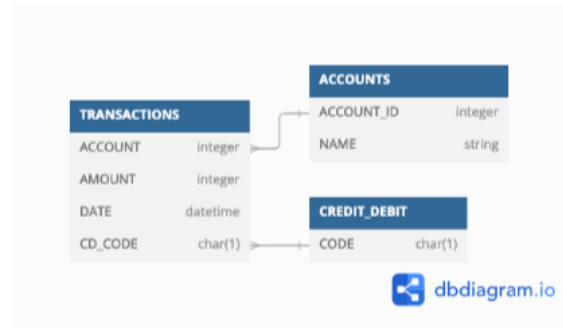 TRANSACTIONS
ACCOUNT integer
AMOUNT integer
DATE datetime
CD_CODE char(1)
ACCOUNTS
ACCOUNT_ID integer
NAME string
CREDIT_DEBIT
CODE char(1)
dbdiagram.io